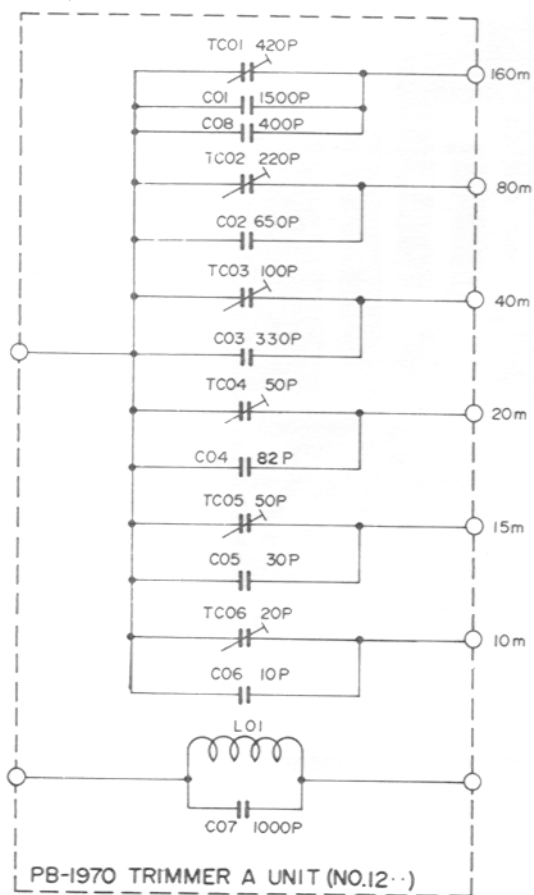 TC01 420P
160m
C01 1500P
C08 400P
TC02 220P
80m
C02 650P
TC03 100P
40m
C03 330P
TC04 50P
20m
C04 82P
TC05 50P
15m
C05 30P
TC06 20P
10m
C06 10P
L01
C07 1000P
PB-1970 TRIMMER A UNIT (NO.12··)